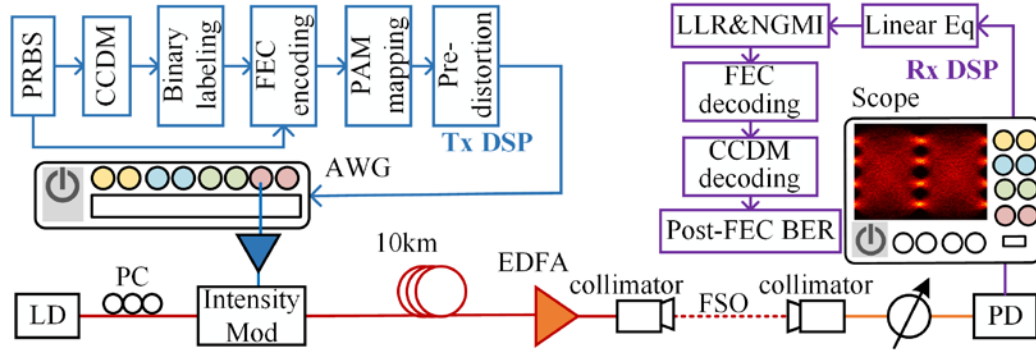 PRBS
CCDM
Binary
labeling
FEC
encoding
PAM
mapping
Pre-
distortion
Tx DSP
LLR&NGMI
Linear Eq
Rx DSP
FEC
decoding
Scope
CCDM
decoding
Post-FEC BER
AWG
10km
PC
EDFA
collimator
FSO
collimator
LD
Intensity
Mod
PD